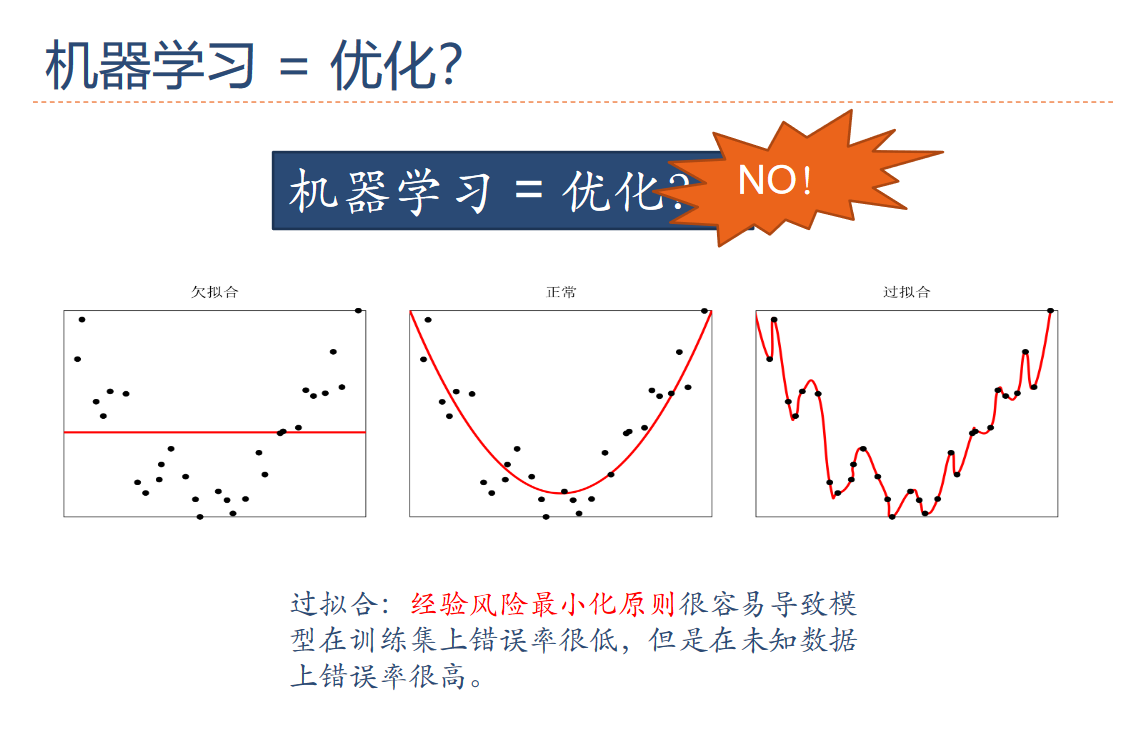 机器学习 = 优化？
机器学习 = 优化？
NO！
欠拟合
正常
过拟合
过拟合：经验风险最小化原则很容易导致模
型在训练集上错误率很低，但是在未知数据
上错误率很高。